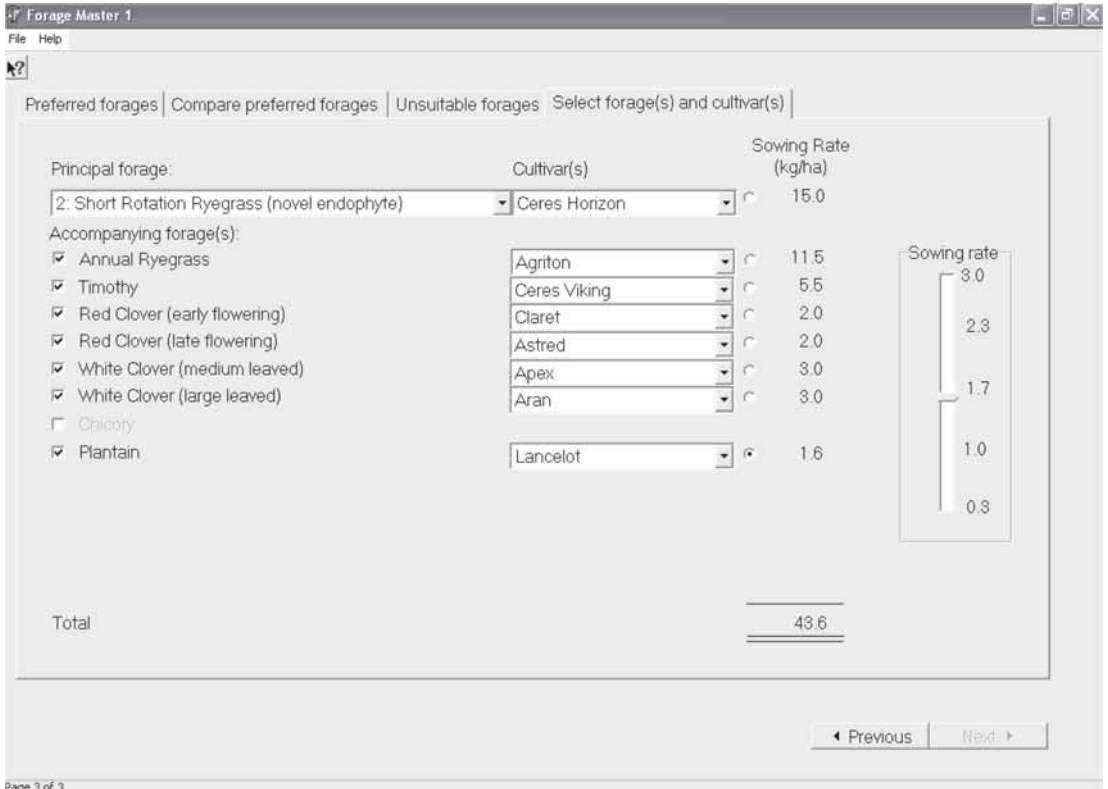 Forage Master 1
File Help
Preferred forages Compare preferred forages Unsuitable forages Select forage(s) and cultivar(s)
Sowing Rate
(kg/ha)
Principal forage: Cultivar(s)
2: Short Rotation Ryegrass (novel endophyte) Ceres Horizon 15.0
Accompanying forage(s):
Annual Ryegrass Agriton 11.5
Timothy Ceres Viking 5.5
Red Clover (early flowering) Claret 2.0
Red Clover (late flowering) Astred 2.0
White Clover (medium leaved) Apex 3.0
White Clover (large leaved) Aran 3.0
Chicory
Plantain Lancelot 1.6
Sowing rate
3.0
2.3
1.7
1.0
0.3
Total 43.6
Previous Next
Page 3 of 3